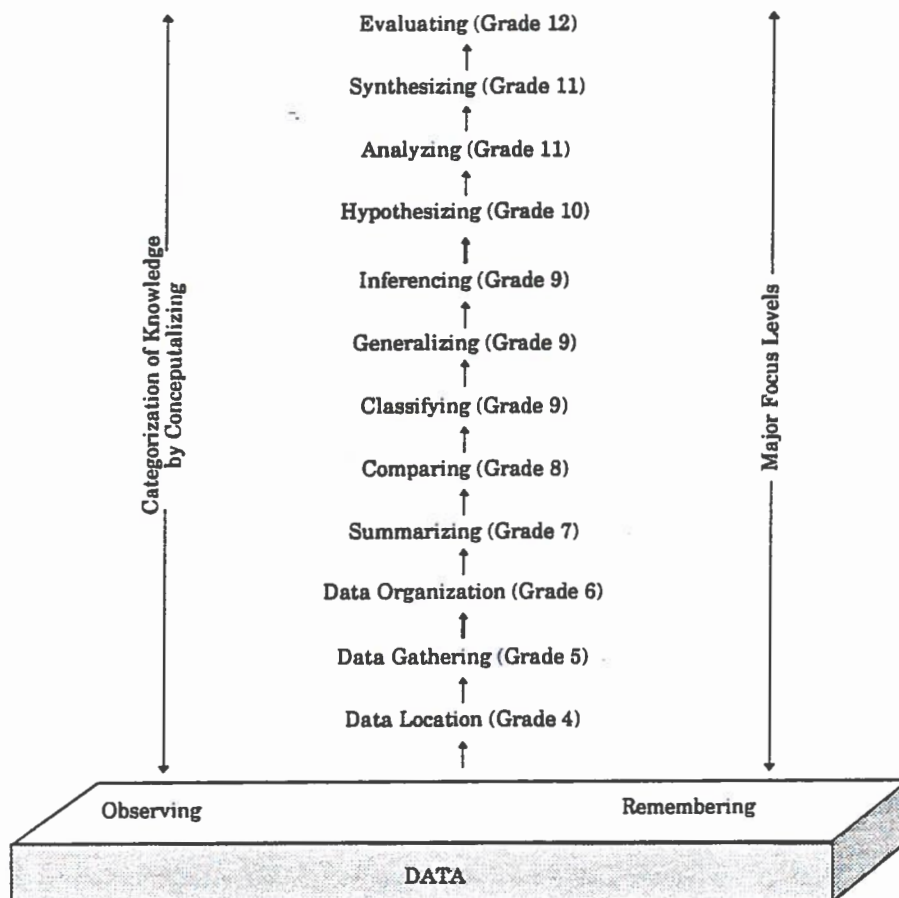 Evaluating (Grade 12)
Synthesizing (Grade 11)
Analyzing (Grade 11)
Hypothesizing (Grade 10)
Inferencing (Grade 9)
Generalizing (Grade 9)
Classifying (Grade 9)
Comparing (Grade 8)
Summarizing (Grade 7)
Data Organization (Grade 6)
Data Gathering (Grade 5)
Data Location (Grade 4)
Categorization of Knowledge
by Conceputalizing
Major Focus Levels
Observing
Remembering
DATA